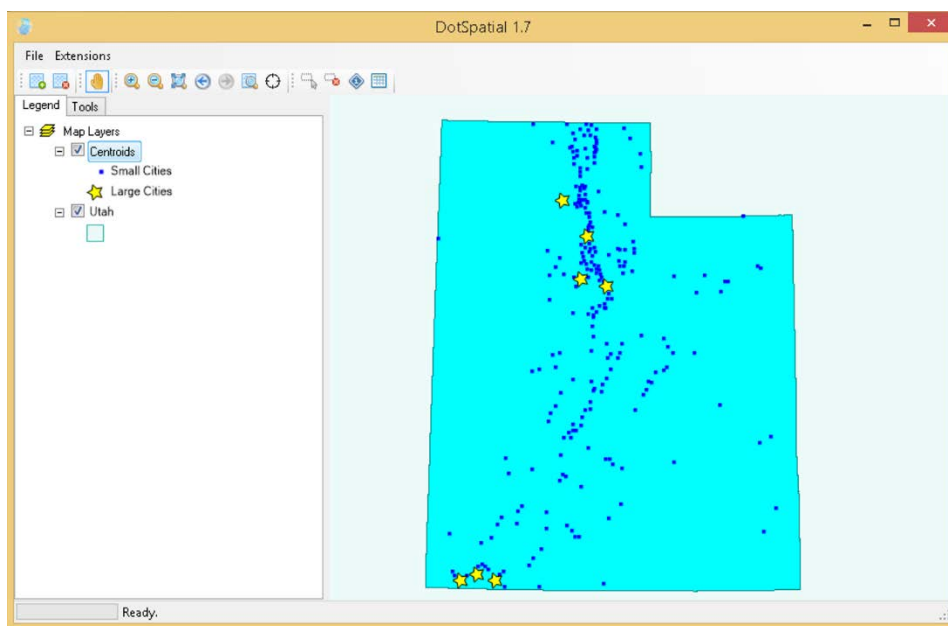 DotSpatial 1.7
File Extensions
Legend Tools
Map Layers
Centroids
Small Cities
Large Cities
Utah
Ready.